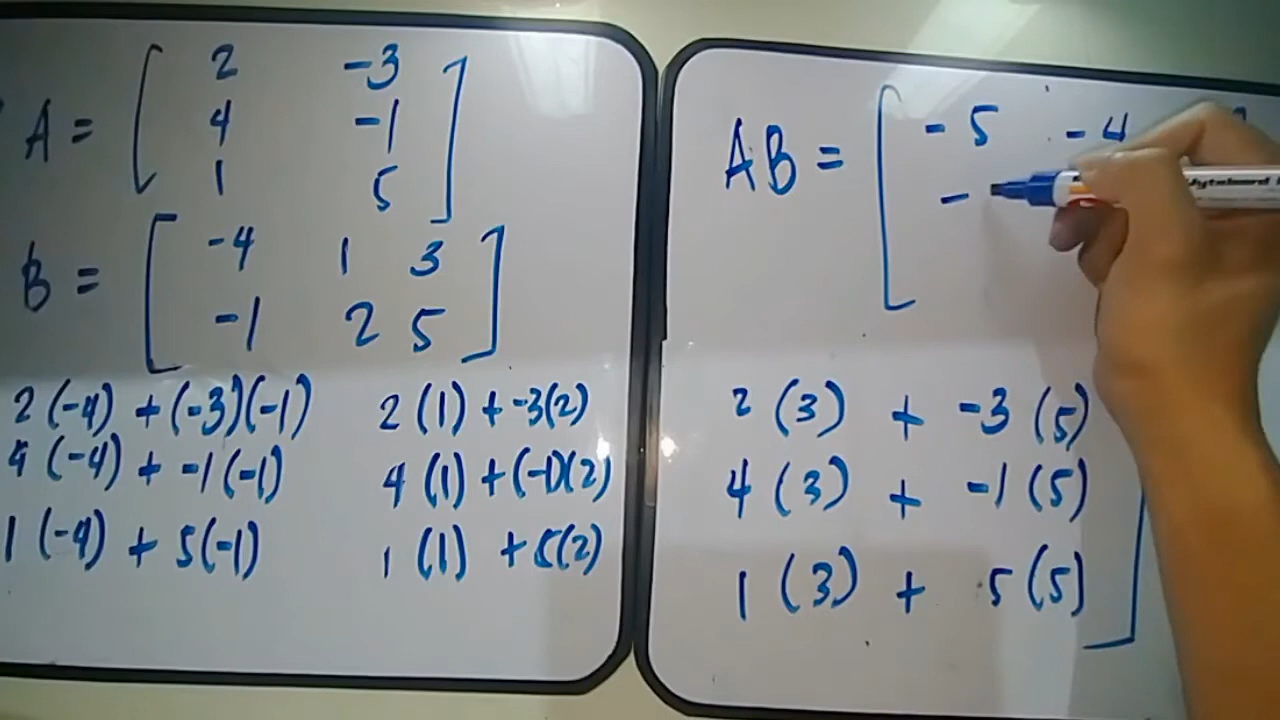 A = [ 2 -3
4 -1
1 5 ]
B = [ -4 1 3
-1 2 5 ]
2 (-4) + (-3)(-1) 2 (1) + -3(2)
4 (-4) + -1(-1) 4 (1) + (-1)(2)
1 (-4) + 5(-1) 1 (1) + 5(2)
AB = [ -5 -4
-
2 (3) + -3 (5)
4 (3) + -1 (5)
1 (3) + 5 (5) ]